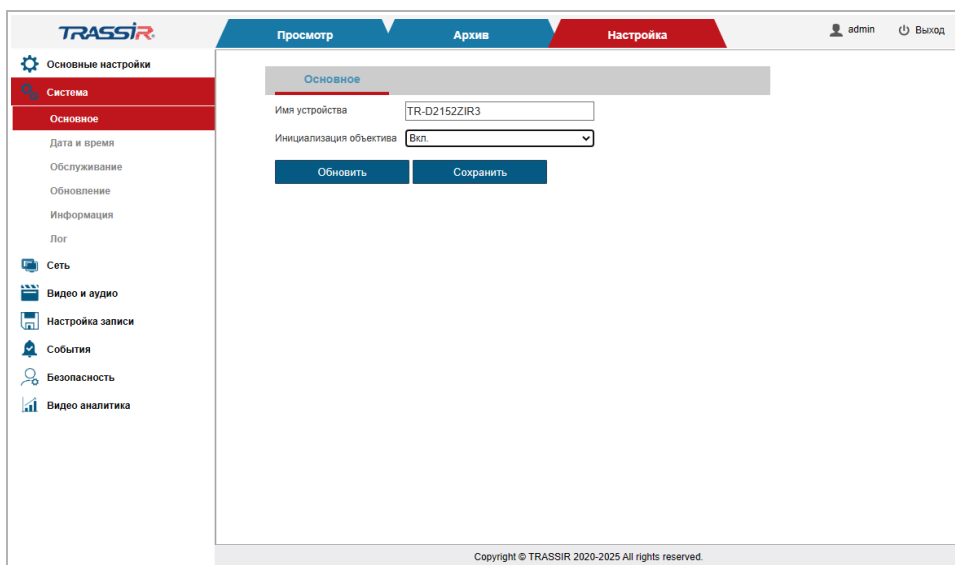 TRASSIR
Просмотр
Архив
Настройка
admin
Выход
Основные настройки
Система
Основное
Дата и время
Обслуживание
Обновление
Информация
Лог
Сеть
Видео и аудио
Настройка записи
События
Безопасность
Видео аналитика
Основное
Имя устройства TR-D2152ZIR3
Инициализация объектива Вкл.
Обновить Сохранить
Copyright © TRASSIR 2020-2025 All rights reserved.